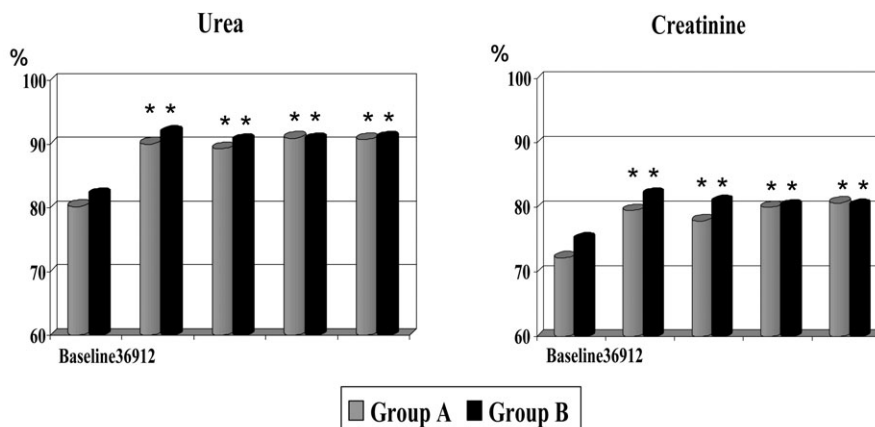 Urea
%
100
90
80
70
60
* * * * * * * *
Baseline36912
Creatinine
%
100
90
80
70
60
* * * * * * * *
Baseline36912
Group A Group B